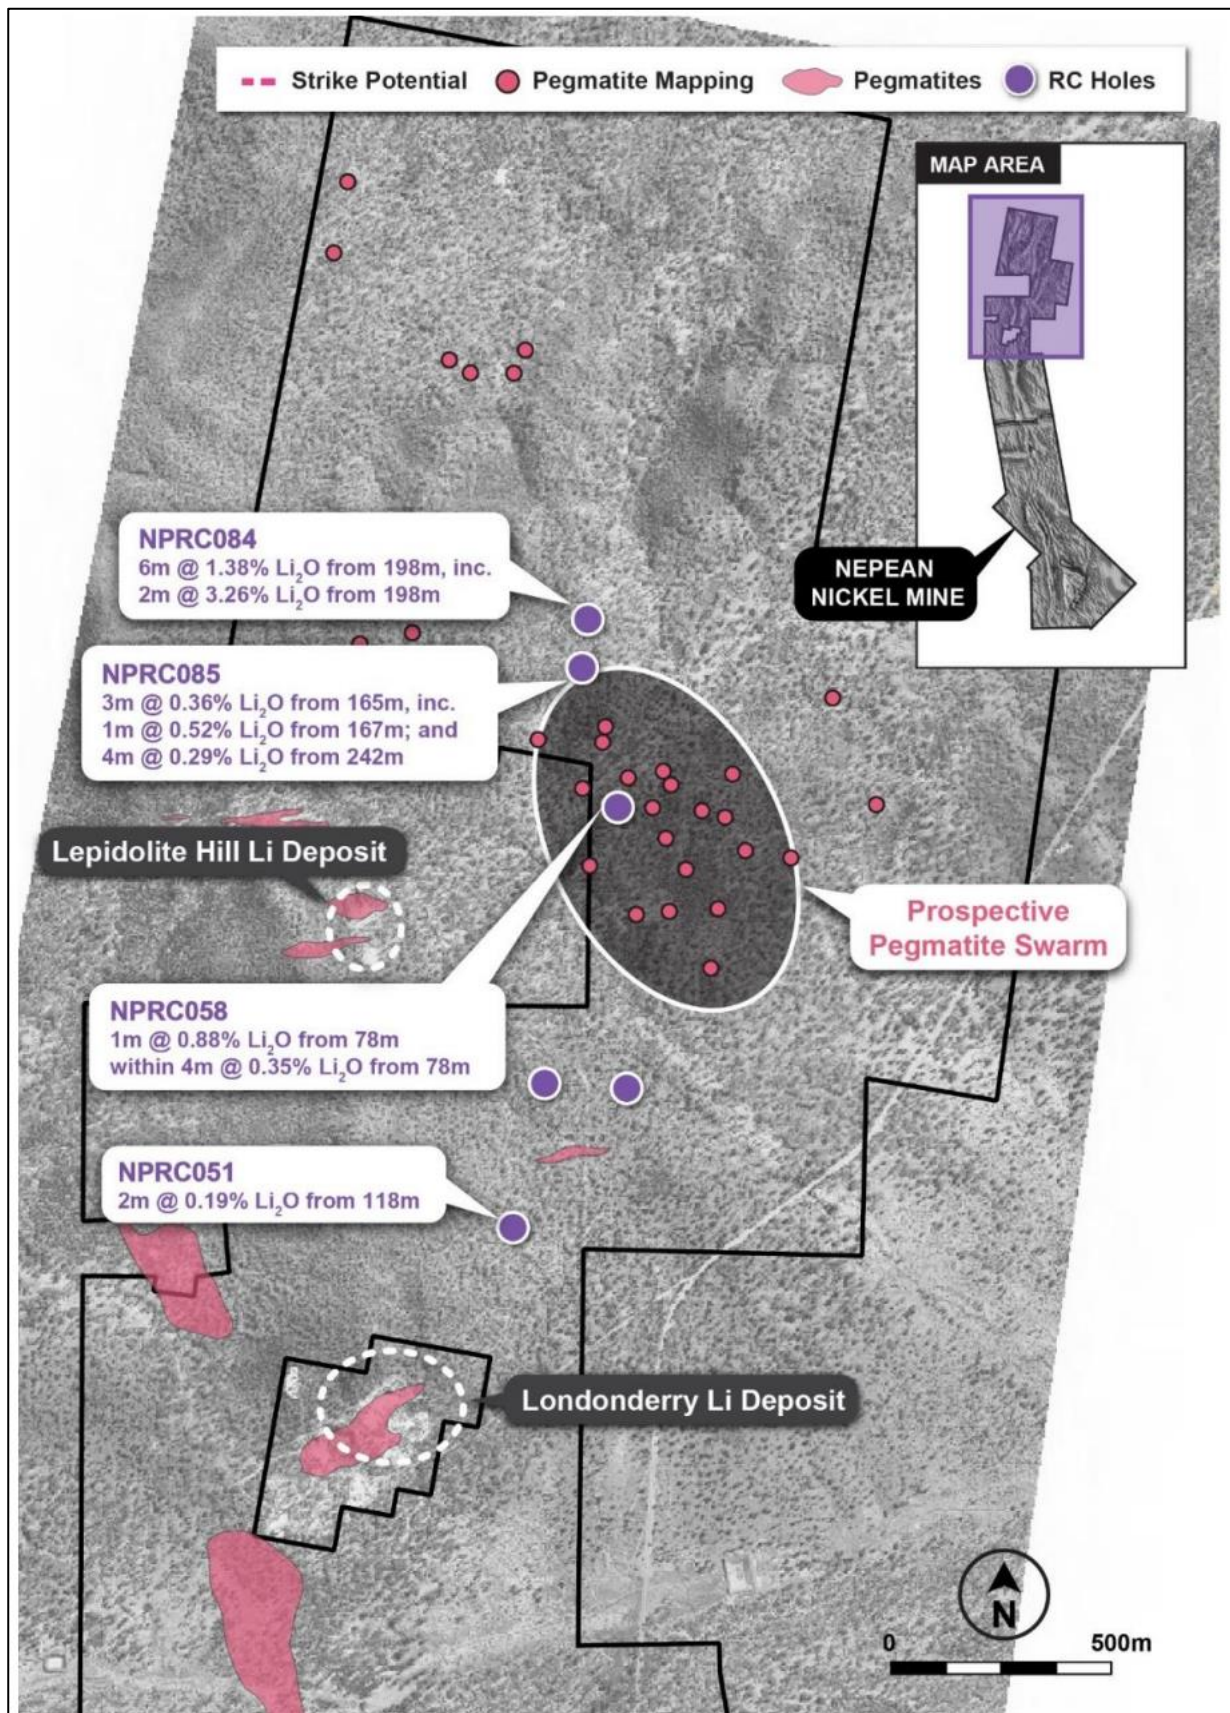 Strike Potential
Pegmatite Mapping
Pegmatites
RC Holes
MAP AREA
NEPEAN
NICKEL MINE
NPRC084
6m @ 1.38% Li₂O from 198m, inc.
2m @ 3.26% Li₂O from 198m
NPRC085
3m @ 0.36% Li₂O from 165m, inc.
1m @ 0.52% Li₂O from 167m; and
4m @ 0.29% Li₂O from 242m
Lepidolite Hill Li Deposit
Prospective
Pegmatite Swarm
NPRC058
1m @ 0.88% Li₂O from 78m
within 4m @ 0.35% Li₂O from 78m
NPRC051
2m @ 0.19% Li₂O from 118m
Londonderry Li Deposit
N
0
500m